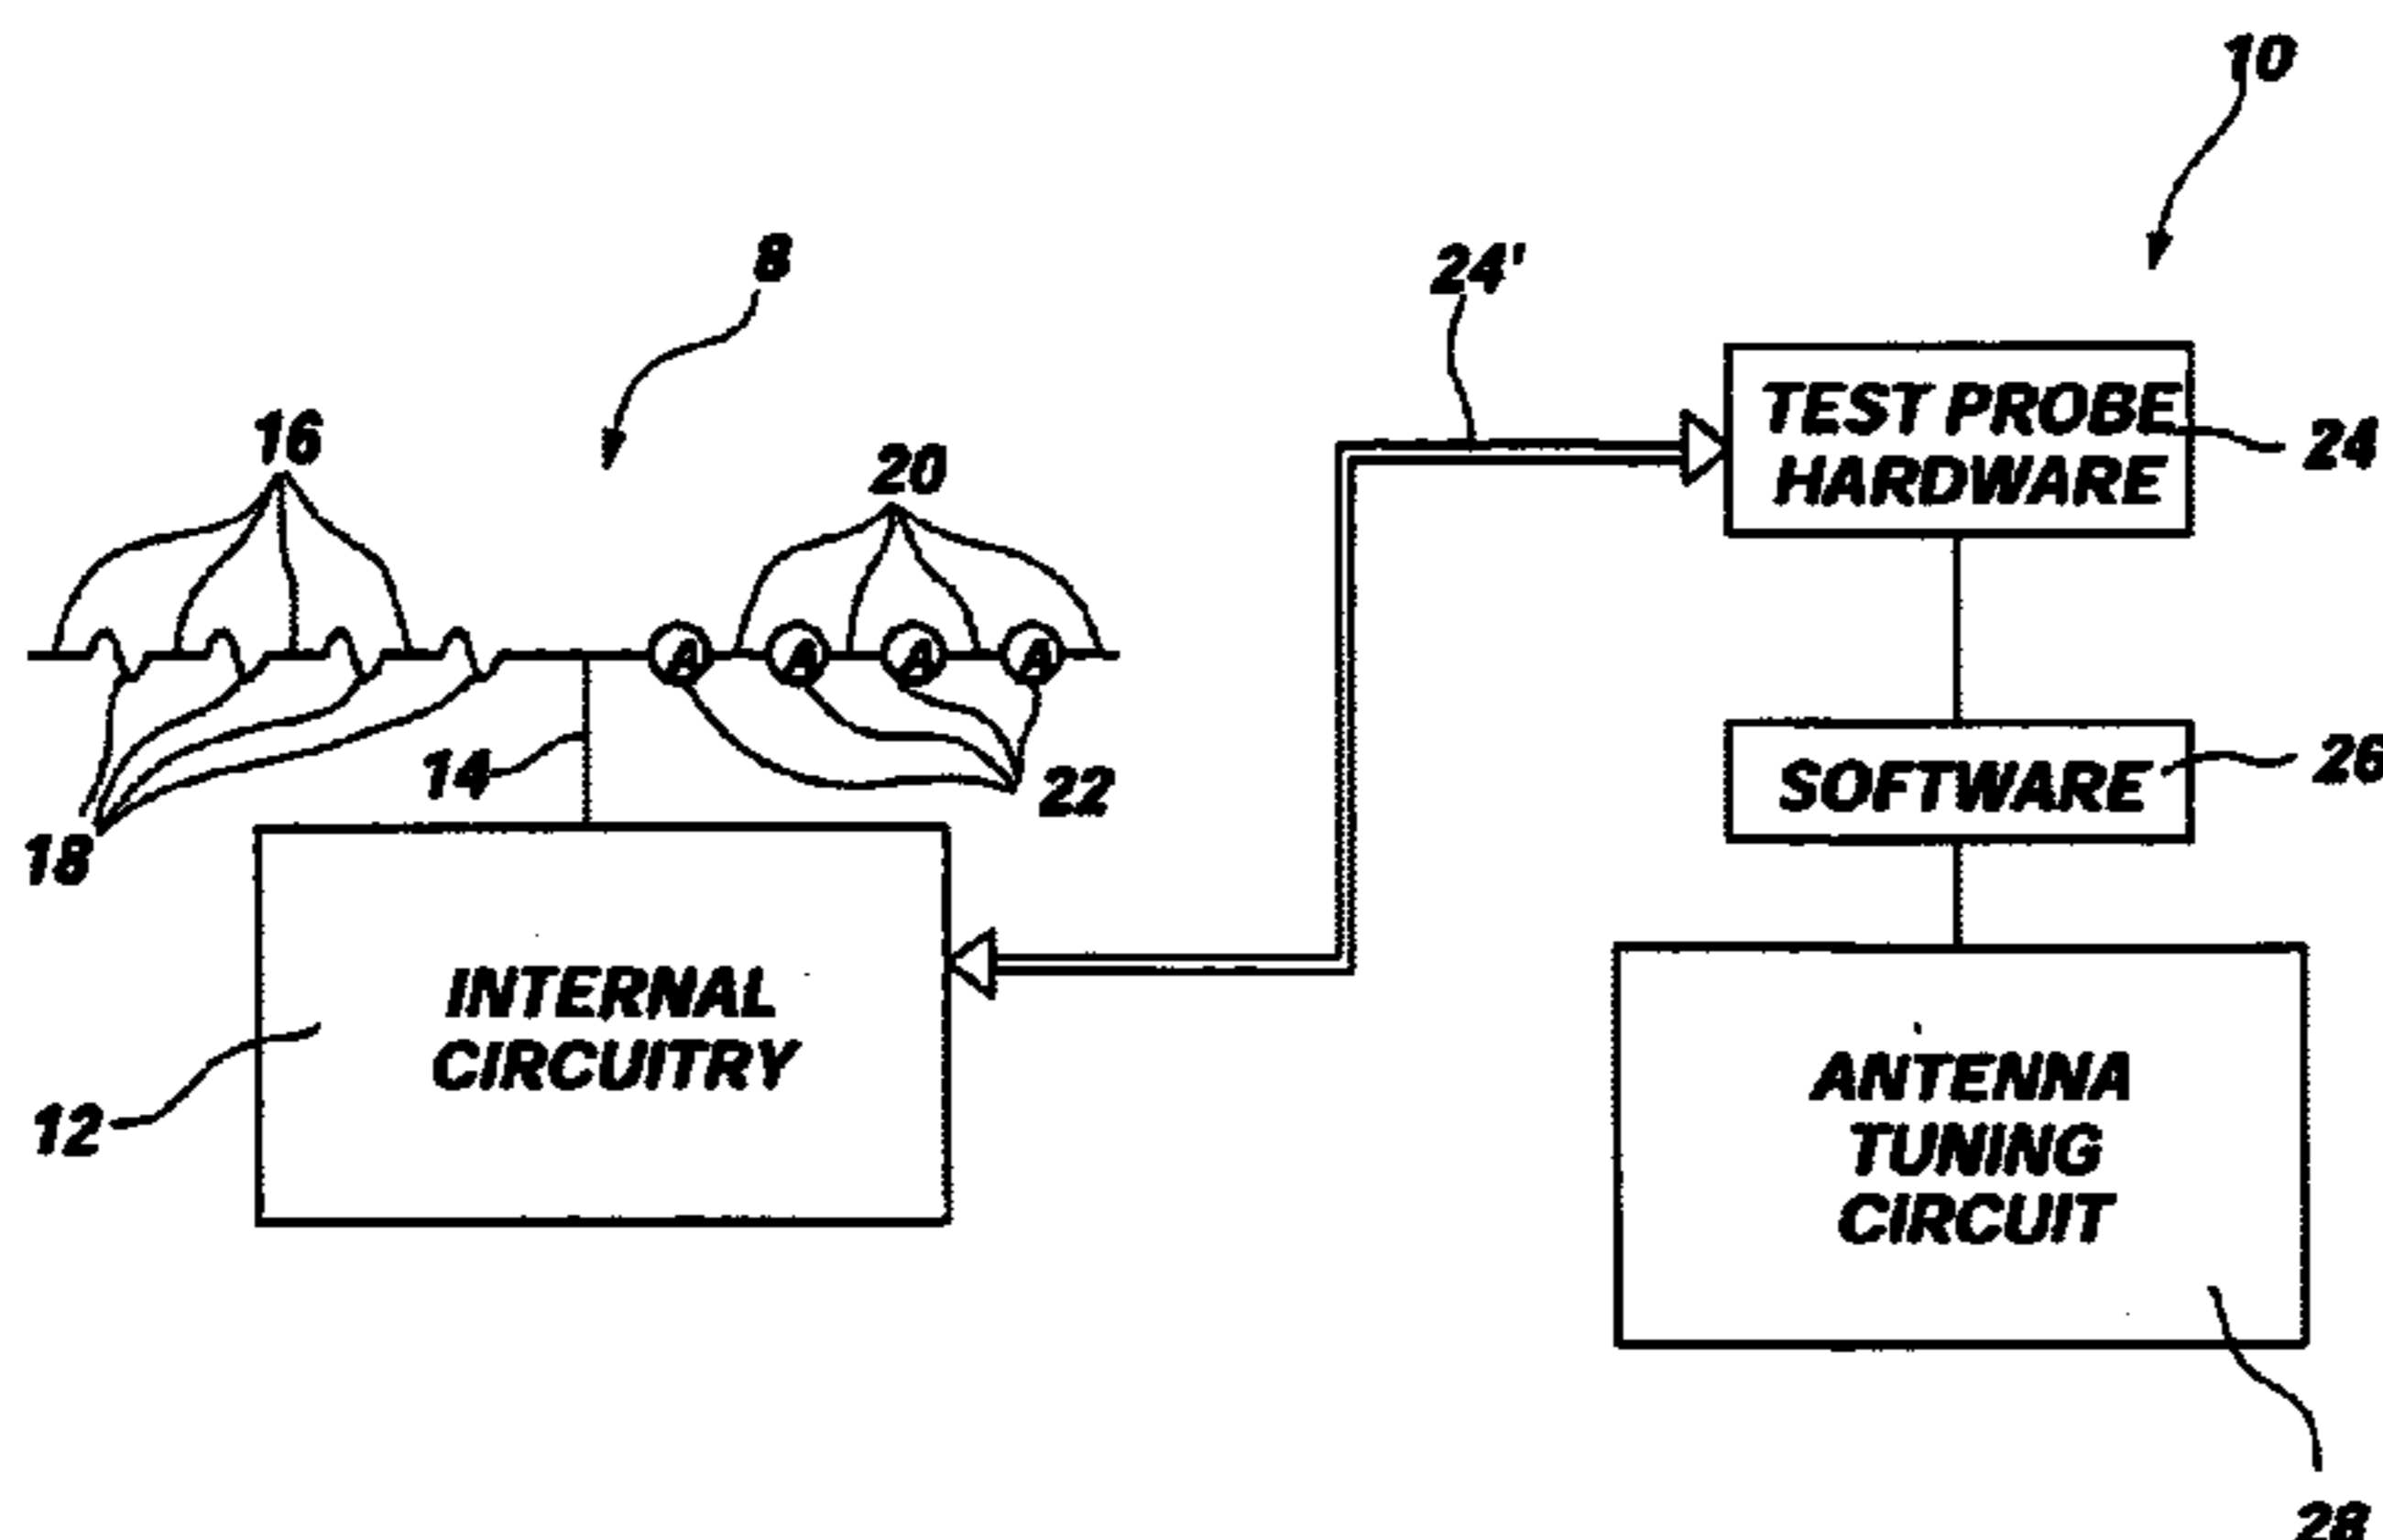 10
8
24'
16
20
TEST PROBE
HARDWARE
24
A A A A
14
22
SOFTWARE
26
18
INTERNAL
CIRCUITRY
12
ANTENNA
TUNING
CIRCUIT
28